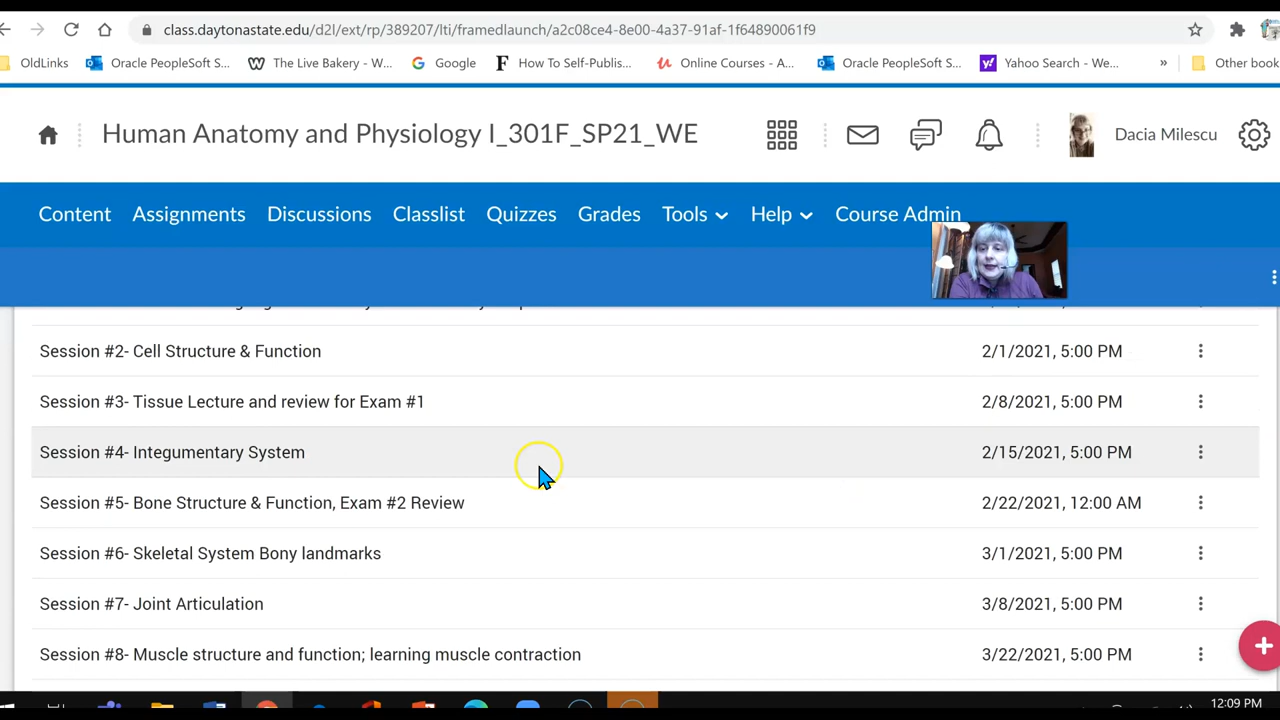 class.daytonastate.edu/d2l/ext/rp/389207/lti/framedlaunch/a2c08ce4-8e00-4a37-91af-1f64890061f9
OldLinks Oracle PeopleSoft S... The Live Bakery - W... Google How To Self-Publis... Online Courses - A... Oracle PeopleSoft S... Yahoo Search - We... » Other book
Human Anatomy and Physiology I_301F_SP21_WE Dacia Milescu
Content Assignments Discussions Classlist Quizzes Grades Tools Help Course Admin
Session #2- Cell Structure & Function 2/1/2021, 5:00 PM
Session #3- Tissue Lecture and review for Exam #1 2/8/2021, 5:00 PM
Session #4- Integumentary System 2/15/2021, 5:00 PM
Session #5- Bone Structure & Function, Exam #2 Review 2/22/2021, 12:00 AM
Session #6- Skeletal System Bony landmarks 3/1/2021, 5:00 PM
Session #7- Joint Articulation 3/8/2021, 5:00 PM
Session #8- Muscle structure and function; learning muscle contraction 3/22/2021, 5:00 PM
12:09 PM